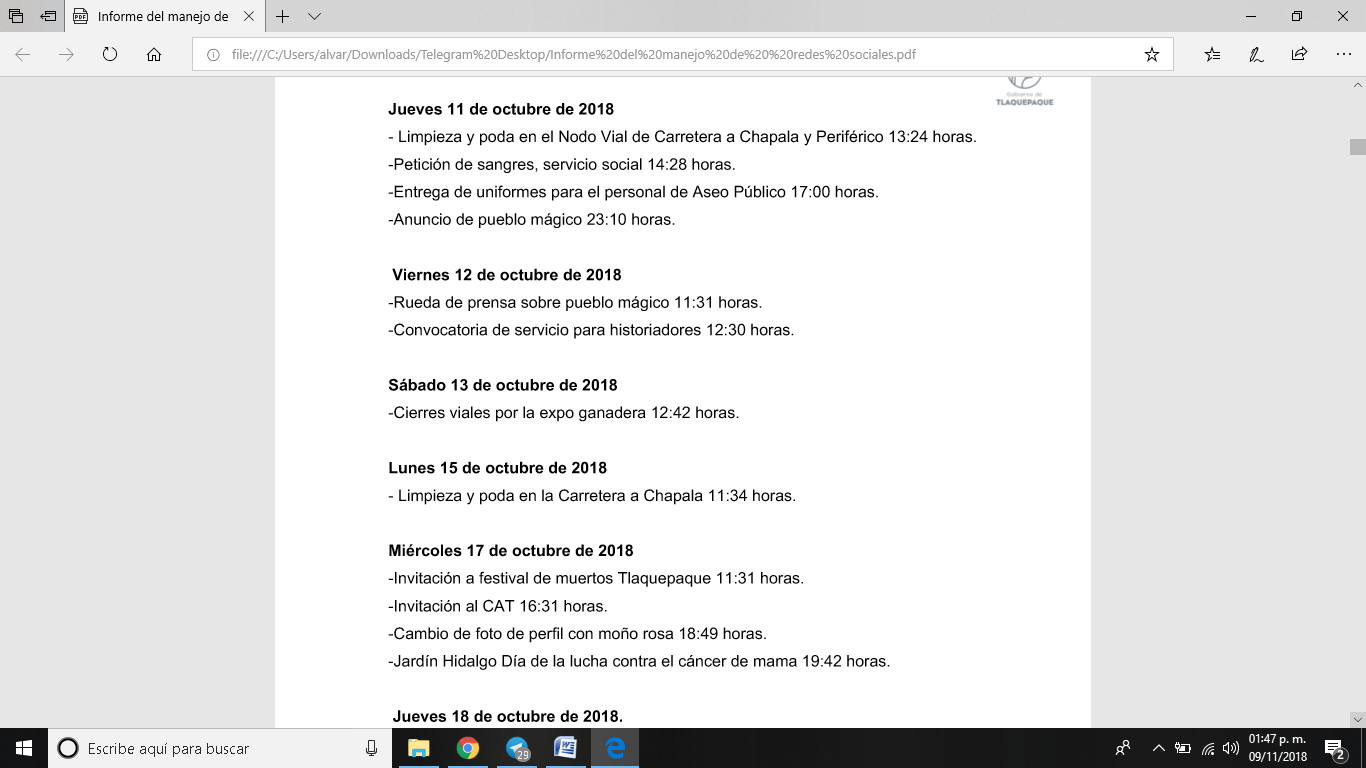 Informe del manejo de
file:///C:/Users/alvar/Downloads/Telegram%20Desktop/Informe%20del%20manejo%20de%20%20redes%20sociales.pdf
Gobierno de
TLAQUEPAQUE
Jueves 11 de octubre de 2018
- Limpieza y poda en el Nodo Vial de Carretera a Chapala y Periférico 13:24 horas.
-Petición de sangres, servicio social 14:28 horas.
-Entrega de uniformes para el personal de Aseo Público 17:00 horas.
-Anuncio de pueblo mágico 23:10 horas.
Viernes 12 de octubre de 2018
-Rueda de prensa sobre pueblo mágico 11:31 horas.
-Convocatoria de servicio para historiadores 12:30 horas.
Sábado 13 de octubre de 2018
-Cierres viales por la expo ganadera 12:42 horas.
Lunes 15 de octubre de 2018
- Limpieza y poda en la Carretera a Chapala 11:34 horas.
Miércoles 17 de octubre de 2018
-Invitación a festival de muertos Tlaquepaque 11:31 horas.
-Invitación al CAT 16:31 horas.
-Cambio de foto de perfil con moño rosa 18:49 horas.
-Jardín Hidalgo Día de la lucha contra el cáncer de mama 19:42 horas.
Jueves 18 de octubre de 2018.
Escribe aquí para buscar
29
01:47 p. m.
09/11/2018
2